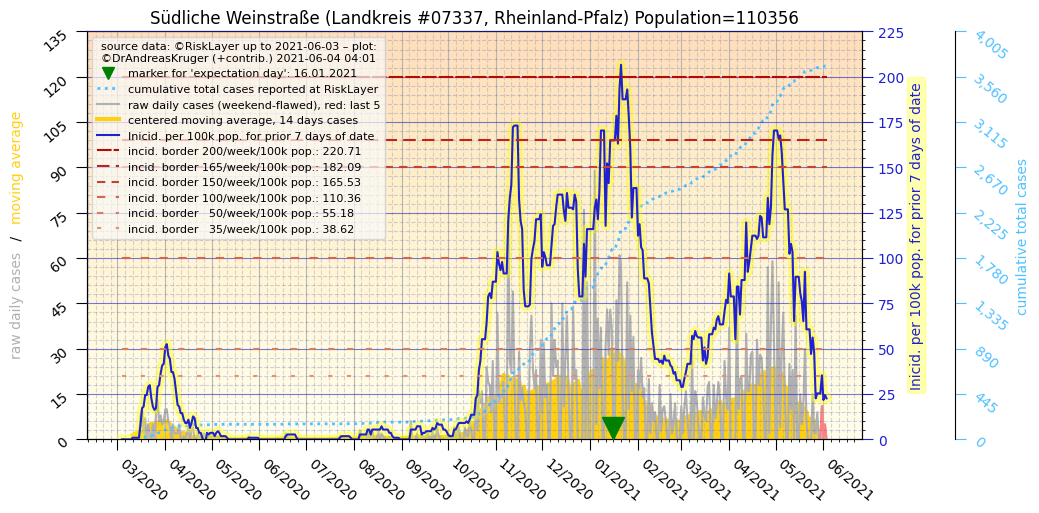 Südliche Weinstraße (Landkreis #07337, Rheinland-Pfalz) Population=110356
source data: ©RiskLayer up to 2021-06-03 – plot:
©DrAndreasKruger (+contrib.) 2021-06-04 04:01
marker for 'expectation day': 16.01.2021
cumulative total cases reported at RiskLayer
raw daily cases (weekend-flawed), red: last 5
centered moving average, 14 days cases
Inicid. per 100k pop. for prior 7 days of date
incid. border 200/week/100k pop.: 220.71
incid. border 165/week/100k pop.: 182.09
incid. border 150/week/100k pop.: 165.53
incid. border 100/week/100k pop.: 110.36
incid. border 50/week/100k pop.: 55.18
incid. border 35/week/100k pop.: 38.62
raw daily cases / moving average
135
120
105
90
75
60
45
30
15
0
225
200
175
150
125
100
75
50
25
0
Inicid. per 100k pop. for prior 7 days of date
4,005
3,560
3,115
2,670
2,225
1,780
1,335
890
445
0
cumulative total cases
03/2020
04/2020
05/2020
06/2020
07/2020
08/2020
09/2020
10/2020
11/2020
12/2020
01/2021
02/2021
03/2021
04/2021
05/2021
06/2021